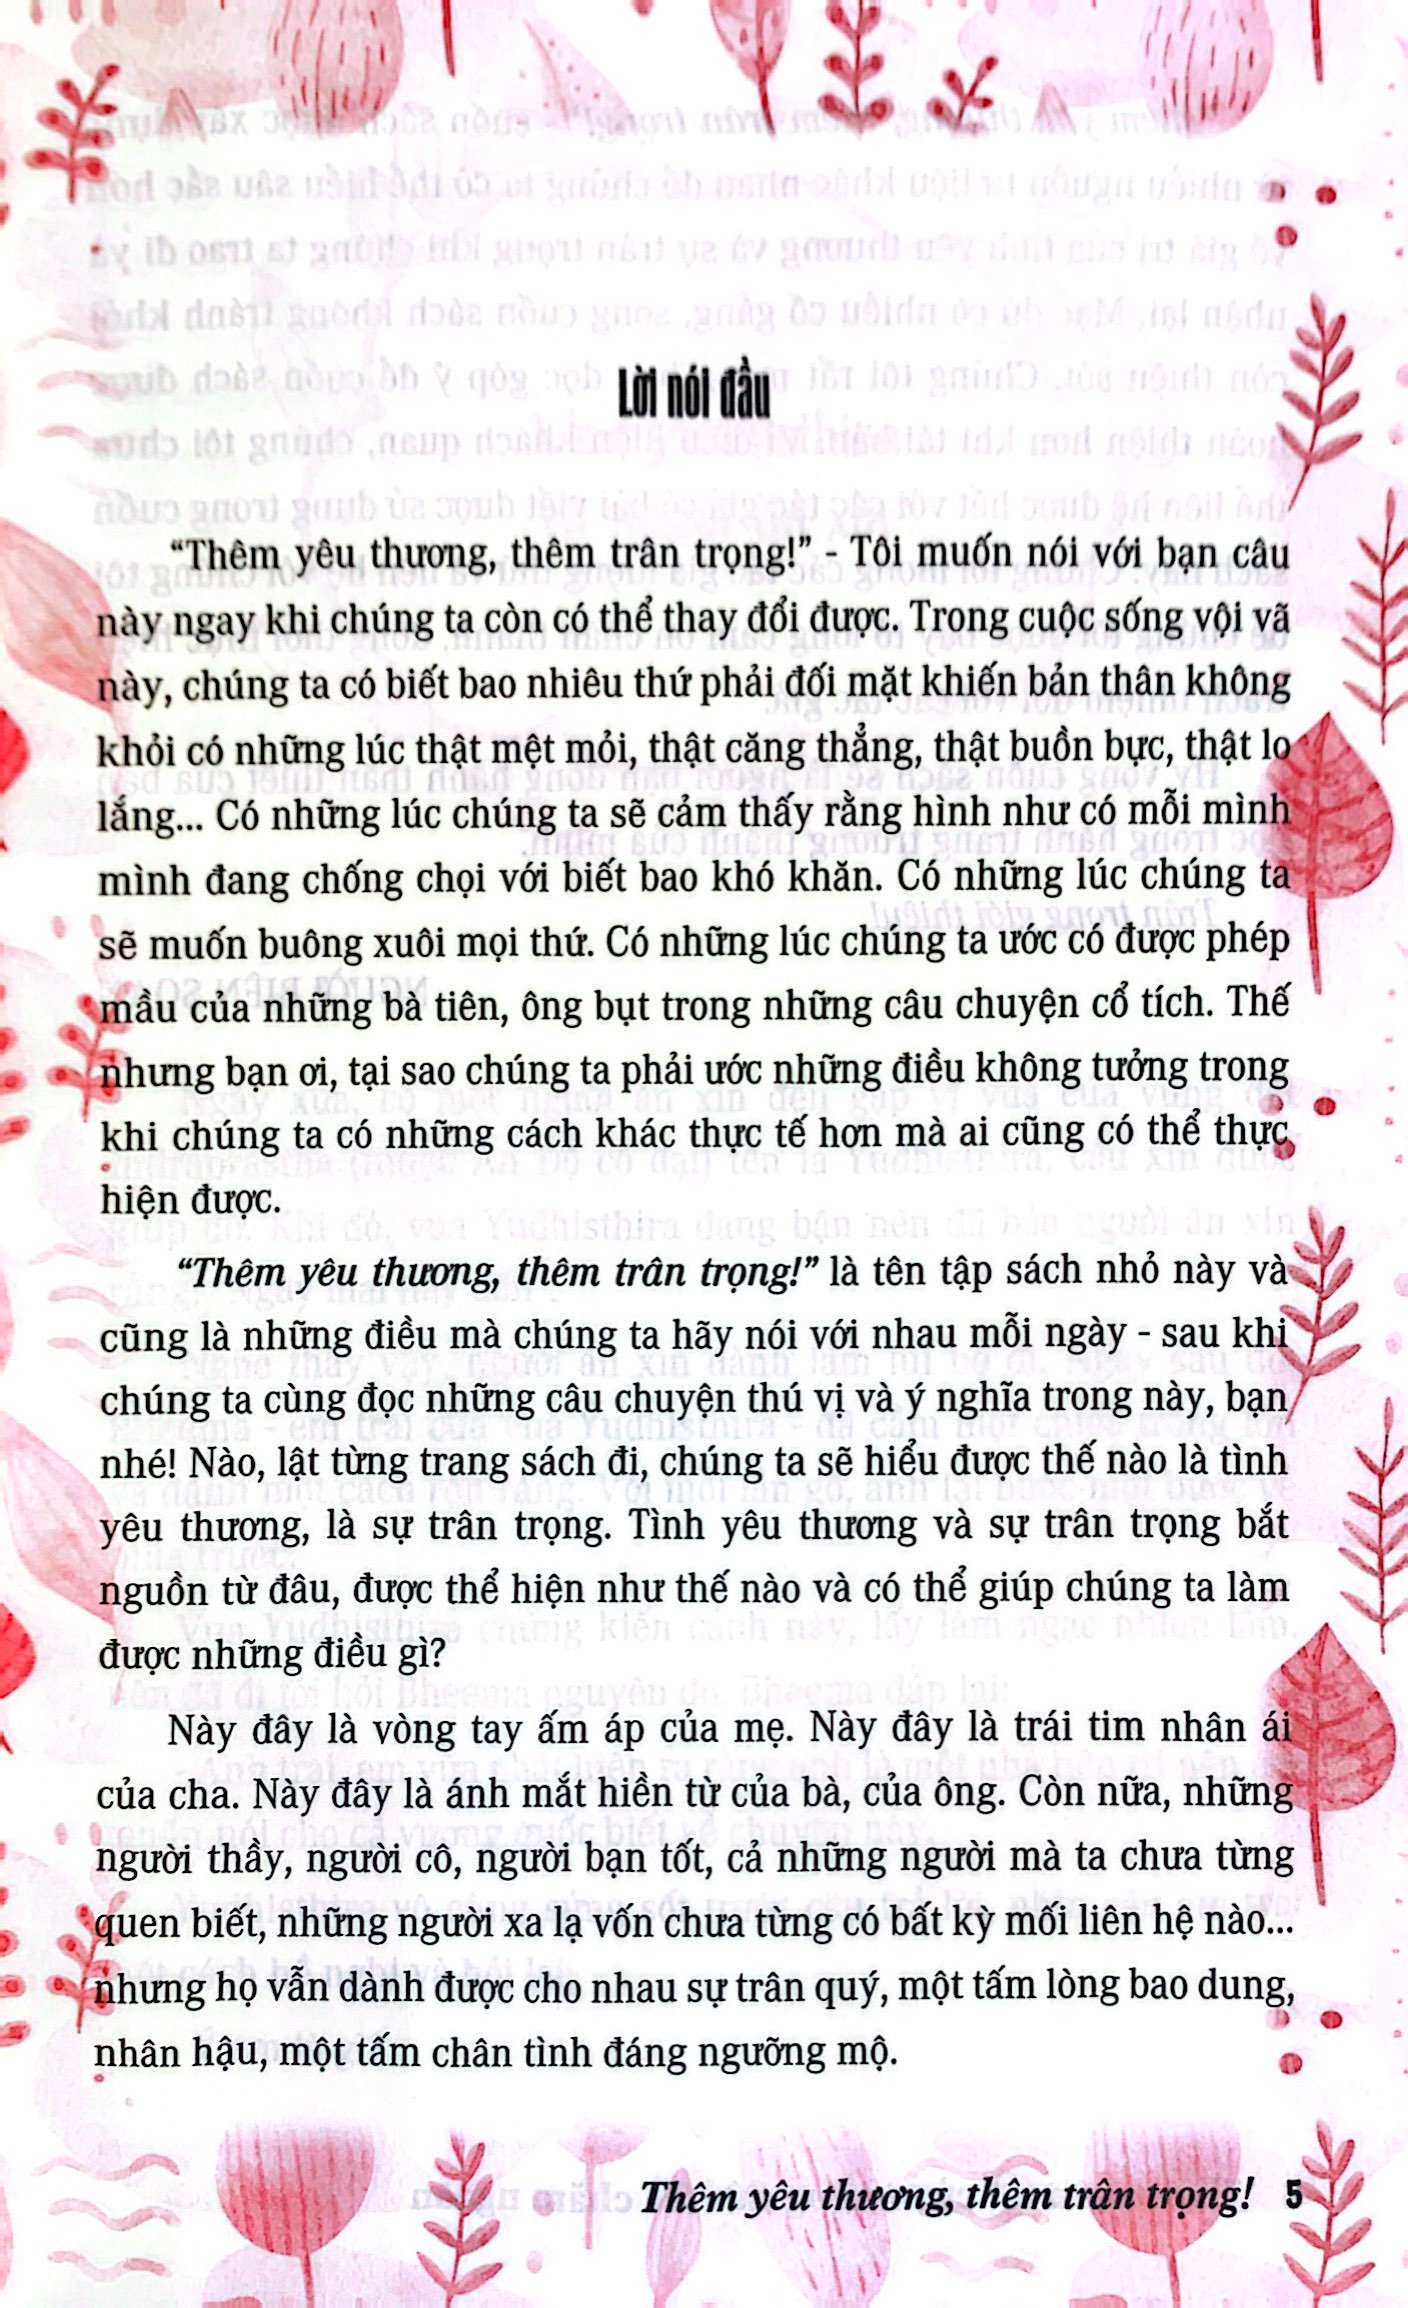 Lời nói đầu
“Thêm yêu thương, thêm trân trọng!” - Tôi muốn nói với bạn câu
này ngay khi chúng ta còn có thể thay đổi được. Trong cuộc sống vội vã
này, chúng ta có biết bao nhiêu thứ phải đối mặt khiến bản thân không
khỏi có những lúc thật mệt mỏi, thật căng thẳng, thật buồn bực, thật lo
lắng... Có những lúc chúng ta sẽ cảm thấy rằng hình như có mỗi mình
mình đang chống chọi với biết bao khó khăn. Có những lúc chúng ta
sẽ muốn buông xuôi mọi thứ. Có những lúc chúng ta ước có được phép
mầu của những bà tiên, ông bụt trong những câu chuyện cổ tích. Thế
nhưng bạn ơi, tại sao chúng ta phải ước những điều không tưởng trong
khi chúng ta có những cách khác thực tế hơn mà ai cũng có thể thực
hiện được.
“Thêm yêu thương, thêm trân trọng!” là tên tập sách nhỏ này và
cũng là những điều mà chúng ta hãy nói với nhau mỗi ngày - sau khi
chúng ta cùng đọc những câu chuyện thú vị và ý nghĩa trong này, bạn
nhé! Nào, lật từng trang sách đi, chúng ta sẽ hiểu được thế nào là tình
yêu thương, là sự trân trọng. Tình yêu thương và sự trân trọng bắt
nguồn từ đâu, được thể hiện như thế nào và có thể giúp chúng ta làm
được những điều gì?
Này đây là vòng tay ấm áp của mẹ. Này đây là trái tim nhân ái
của cha. Này đây là ánh mắt hiền từ của bà, của ông. Còn nữa, những
người thầy, người cô, người bạn tốt, cả những người mà ta chưa từng
quen biết, những người xa lạ vốn chưa từng có bất kỳ mối liên hệ nào...
nhưng họ vẫn dành được cho nhau sự trân quý, một tấm lòng bao dung,
nhân hậu, một tấm chân tình đáng ngưỡng mộ.
Thêm yêu thương, thêm trân trọng! 5